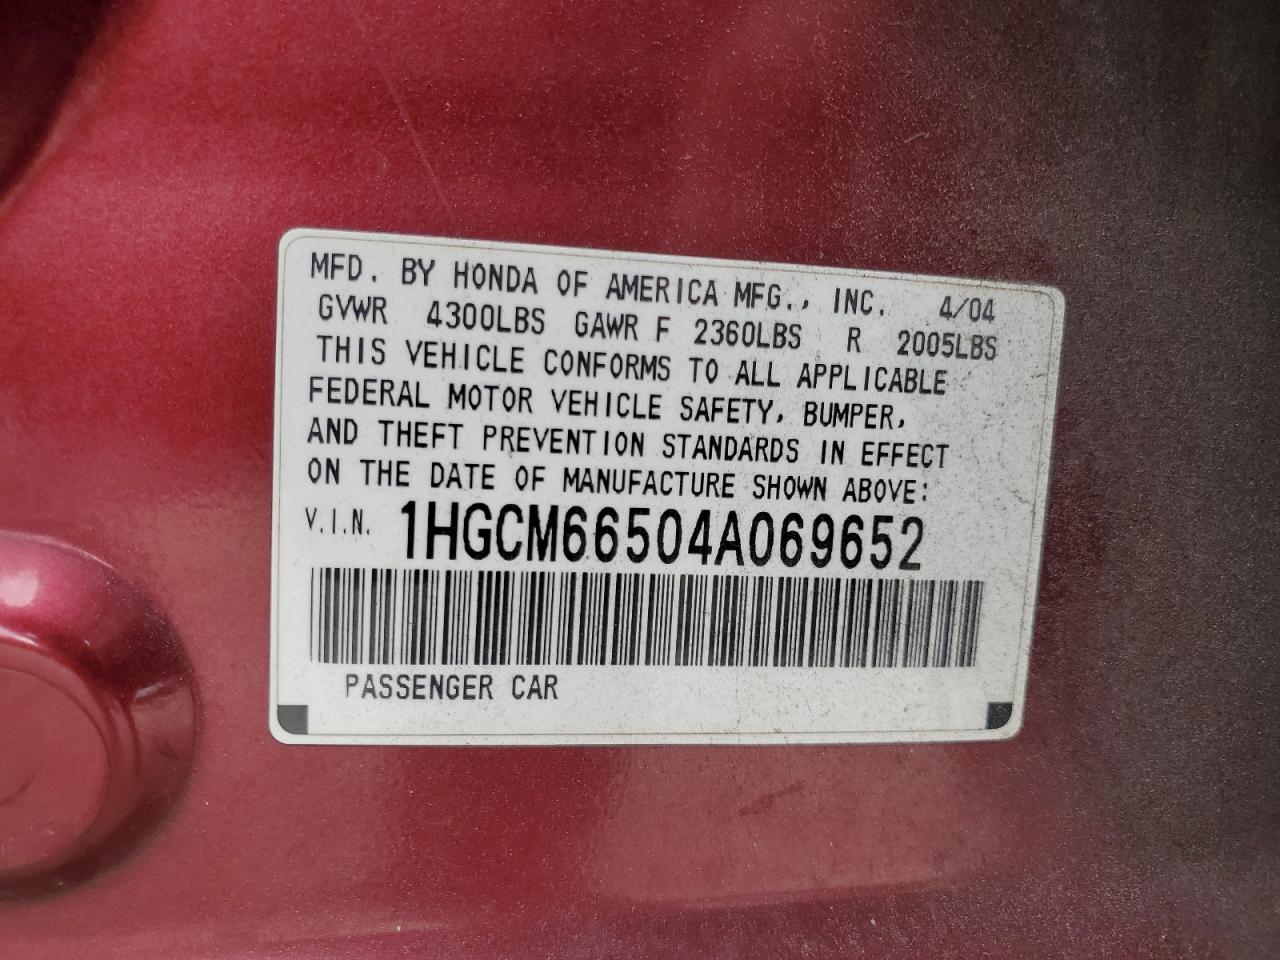 MFD. BY HONDA OF AMERICA MFG., INC. 4/04
GVWR 4300LBS GAWR F 2360LBS R 2005LBS
THIS VEHICLE CONFORMS TO ALL APPLICABLE
FEDERAL MOTOR VEHICLE SAFETY, BUMPER,
AND THEFT PREVENTION STANDARDS IN EFFECT
ON THE DATE OF MANUFACTURE SHOWN ABOVE:
V.I.N. 1HGCM66504A069652
PASSENGER CAR